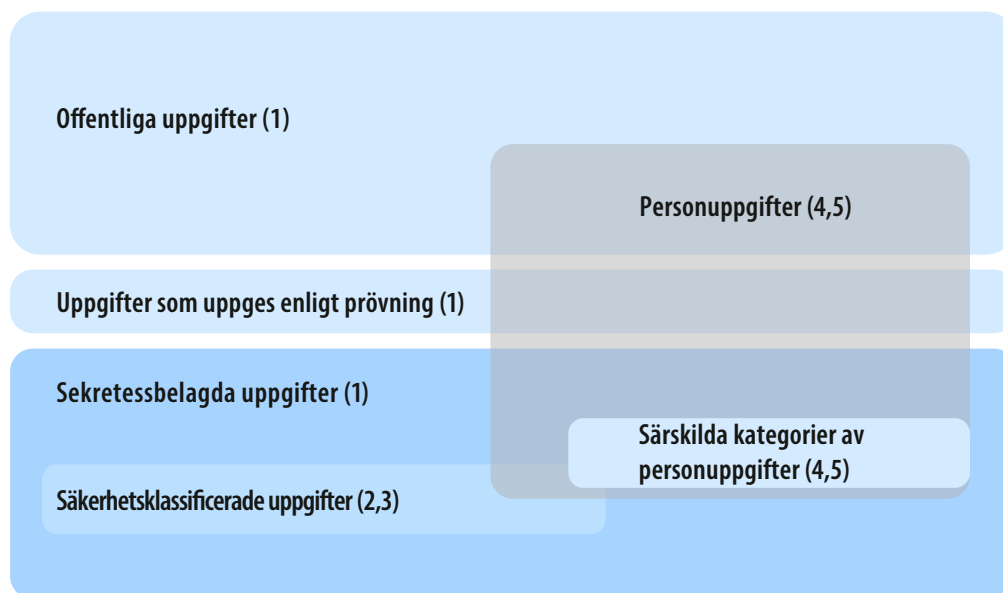 Offentliga uppgifter (1)
Personuppgifter (4,5)
Uppgifter som uppges enligt prövning (1)
Sekretessbelagda uppgifter (1)
Särskilda kategorier av
personuppgifter (4,5)
Säkerhetsklassificerade uppgifter (2,3)